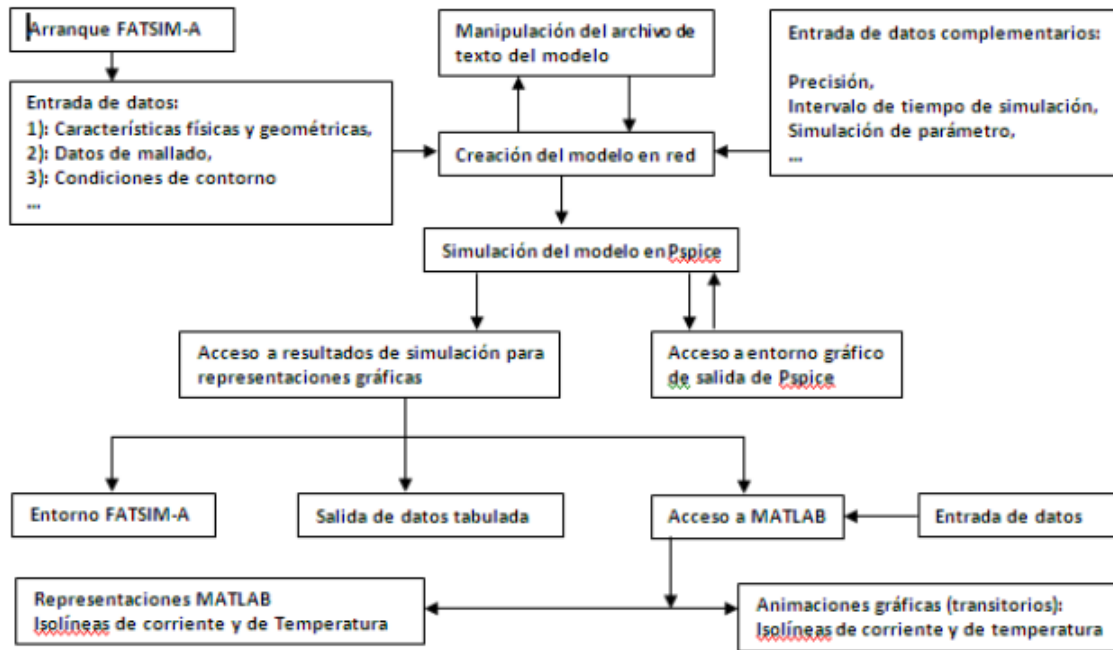 Arranque FATSIM-A
Manipulación del archivo de
texto del modelo
Entrada de datos complementarios:
Precisión,
Intervalo de tiempo de simulación,
Simulación de parámetro,
...
Entrada de datos:
1): Características físicas y geométricas,
2): Datos de mallado,
3): Condiciones de contorno
...
Creación del modelo en red
Simulación del modelo en Pspice
Acceso a resultados de simulación para
representaciones gráficas
Acceso a entorno gráfico
de salida de Pspice
Entorno FATSIM-A
Salida de datos tabulada
Acceso a MATLAB
Entrada de datos
Representaciones MATLAB
Isolíneas de corriente y de Temperatura
Animaciones gráficas (transitorios):
Isolíneas de corriente y de temperatura